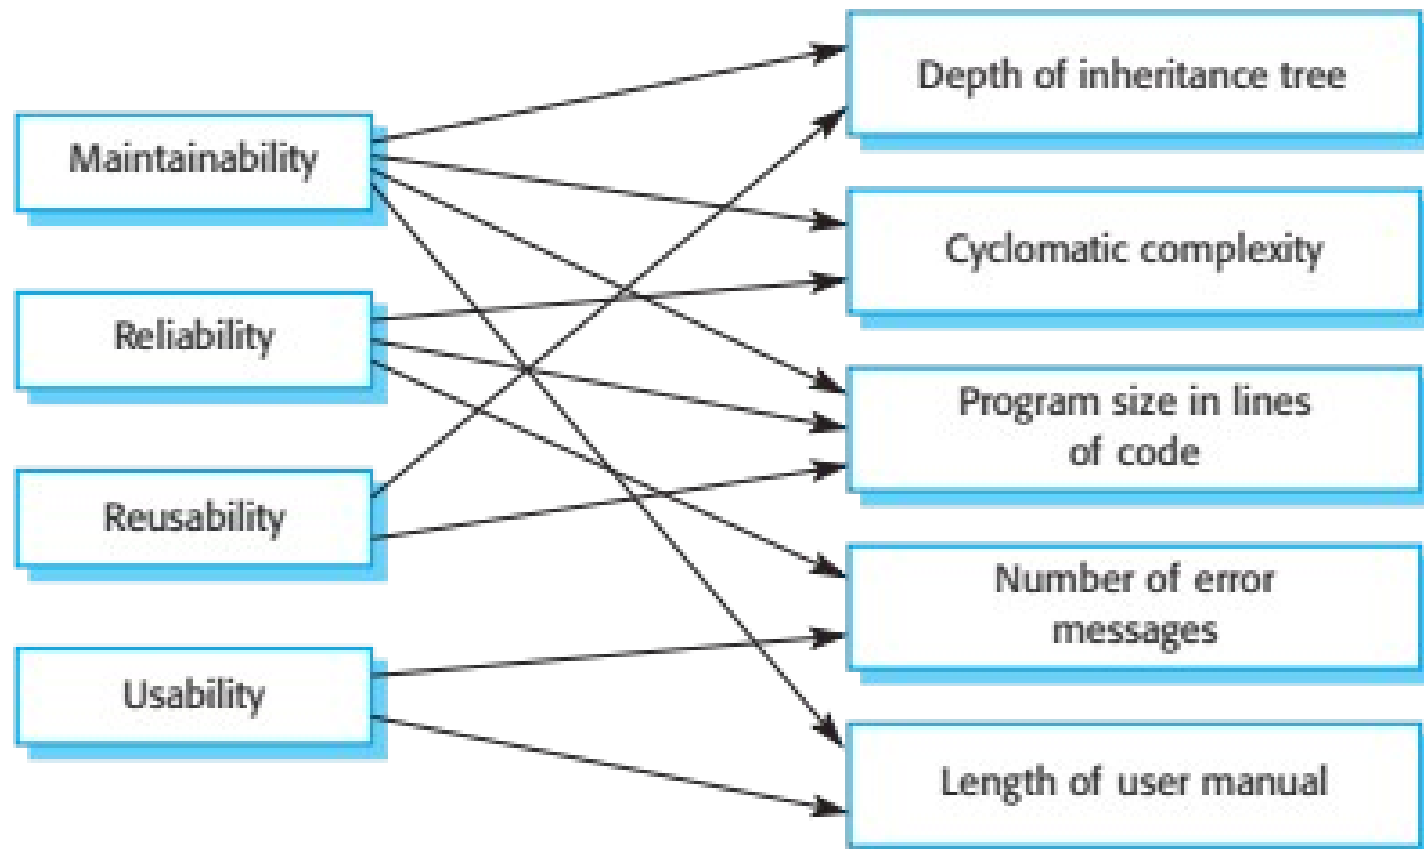 Maintainability
Reliability
Reusability
Usability
Depth of inheritance tree
Cyclomatic complexity
Program size in lines
of code
Number of error
messages
Length of user manual